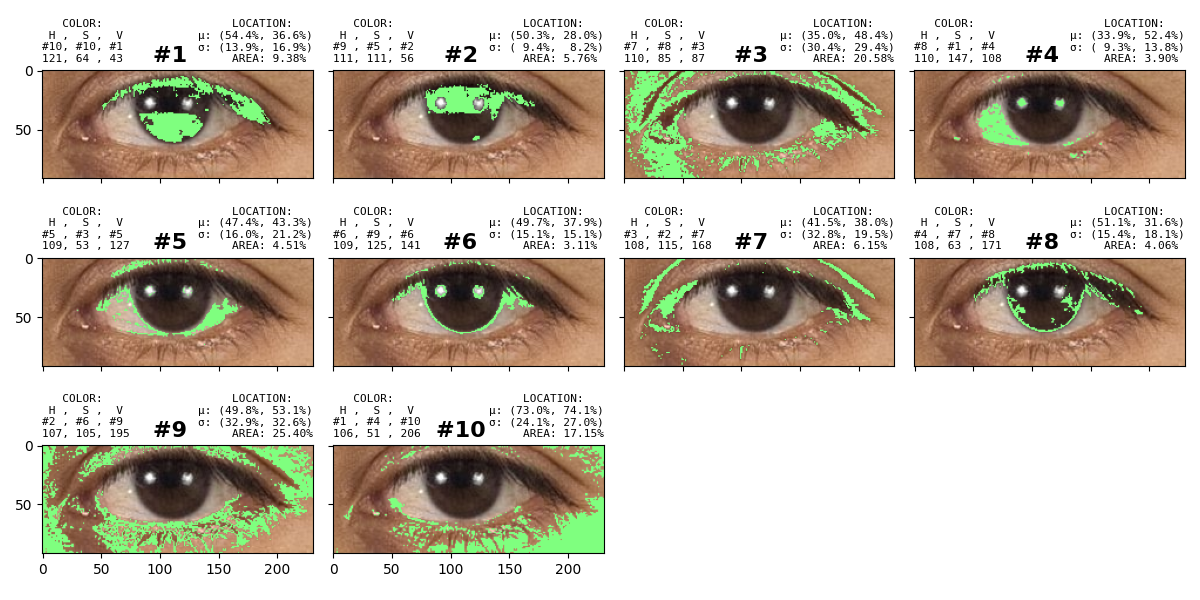 COLOR: LOCATION:
H , S , V μ: (54.4%, 36.6%)
#10, #10, #1 #1 σ: (13.9%, 16.9%)
121, 64 , 43 AREA: 9.38%
COLOR: LOCATION:
H , S , V μ: (50.3%, 28.0%)
#9 , #5 , #2 #2 σ: ( 9.4%, 8.2%)
111, 111, 56 AREA: 5.76%
COLOR: LOCATION:
H , S , V μ: (35.0%, 48.4%)
#7 , #8 , #3 #3 σ: (30.4%, 29.4%)
110, 85 , 87 AREA: 20.58%
COLOR: LOCATION:
H , S , V μ: (33.9%, 52.4%)
#8 , #1 , #4 #4 σ: ( 9.3%, 13.8%)
110, 147, 108 AREA: 3.90%
0
50
COLOR: LOCATION:
H , S , V μ: (47.4%, 43.3%)
#5 , #3 , #5 #5 σ: (16.0%, 21.2%)
109, 53 , 127 AREA: 4.51%
COLOR: LOCATION:
H , S , V μ: (49.7%, 37.9%)
#6 , #9 , #6 #6 σ: (15.1%, 15.1%)
109, 125, 141 AREA: 3.11%
COLOR: LOCATION:
H , S , V μ: (41.5%, 38.0%)
#3 , #2 , #7 #7 σ: (32.8%, 19.5%)
108, 115, 168 AREA: 6.15%
COLOR: LOCATION:
H , S , V μ: (51.1%, 31.6%)
#4 , #7 , #8 #8 σ: (15.4%, 18.1%)
108, 63 , 171 AREA: 4.06%
0
50
COLOR: LOCATION:
H , S , V μ: (49.8%, 53.1%)
#2 , #6 , #9 #9 σ: (32.9%, 32.6%)
107, 105, 195 AREA: 25.40%
COLOR: LOCATION:
H , S , V μ: (73.0%, 74.1%)
#1 , #4 , #10 #10 σ: (24.1%, 27.0%)
106, 51 , 206 AREA: 17.15%
0
50
0 50 100 150 200
0 50 100 150 200